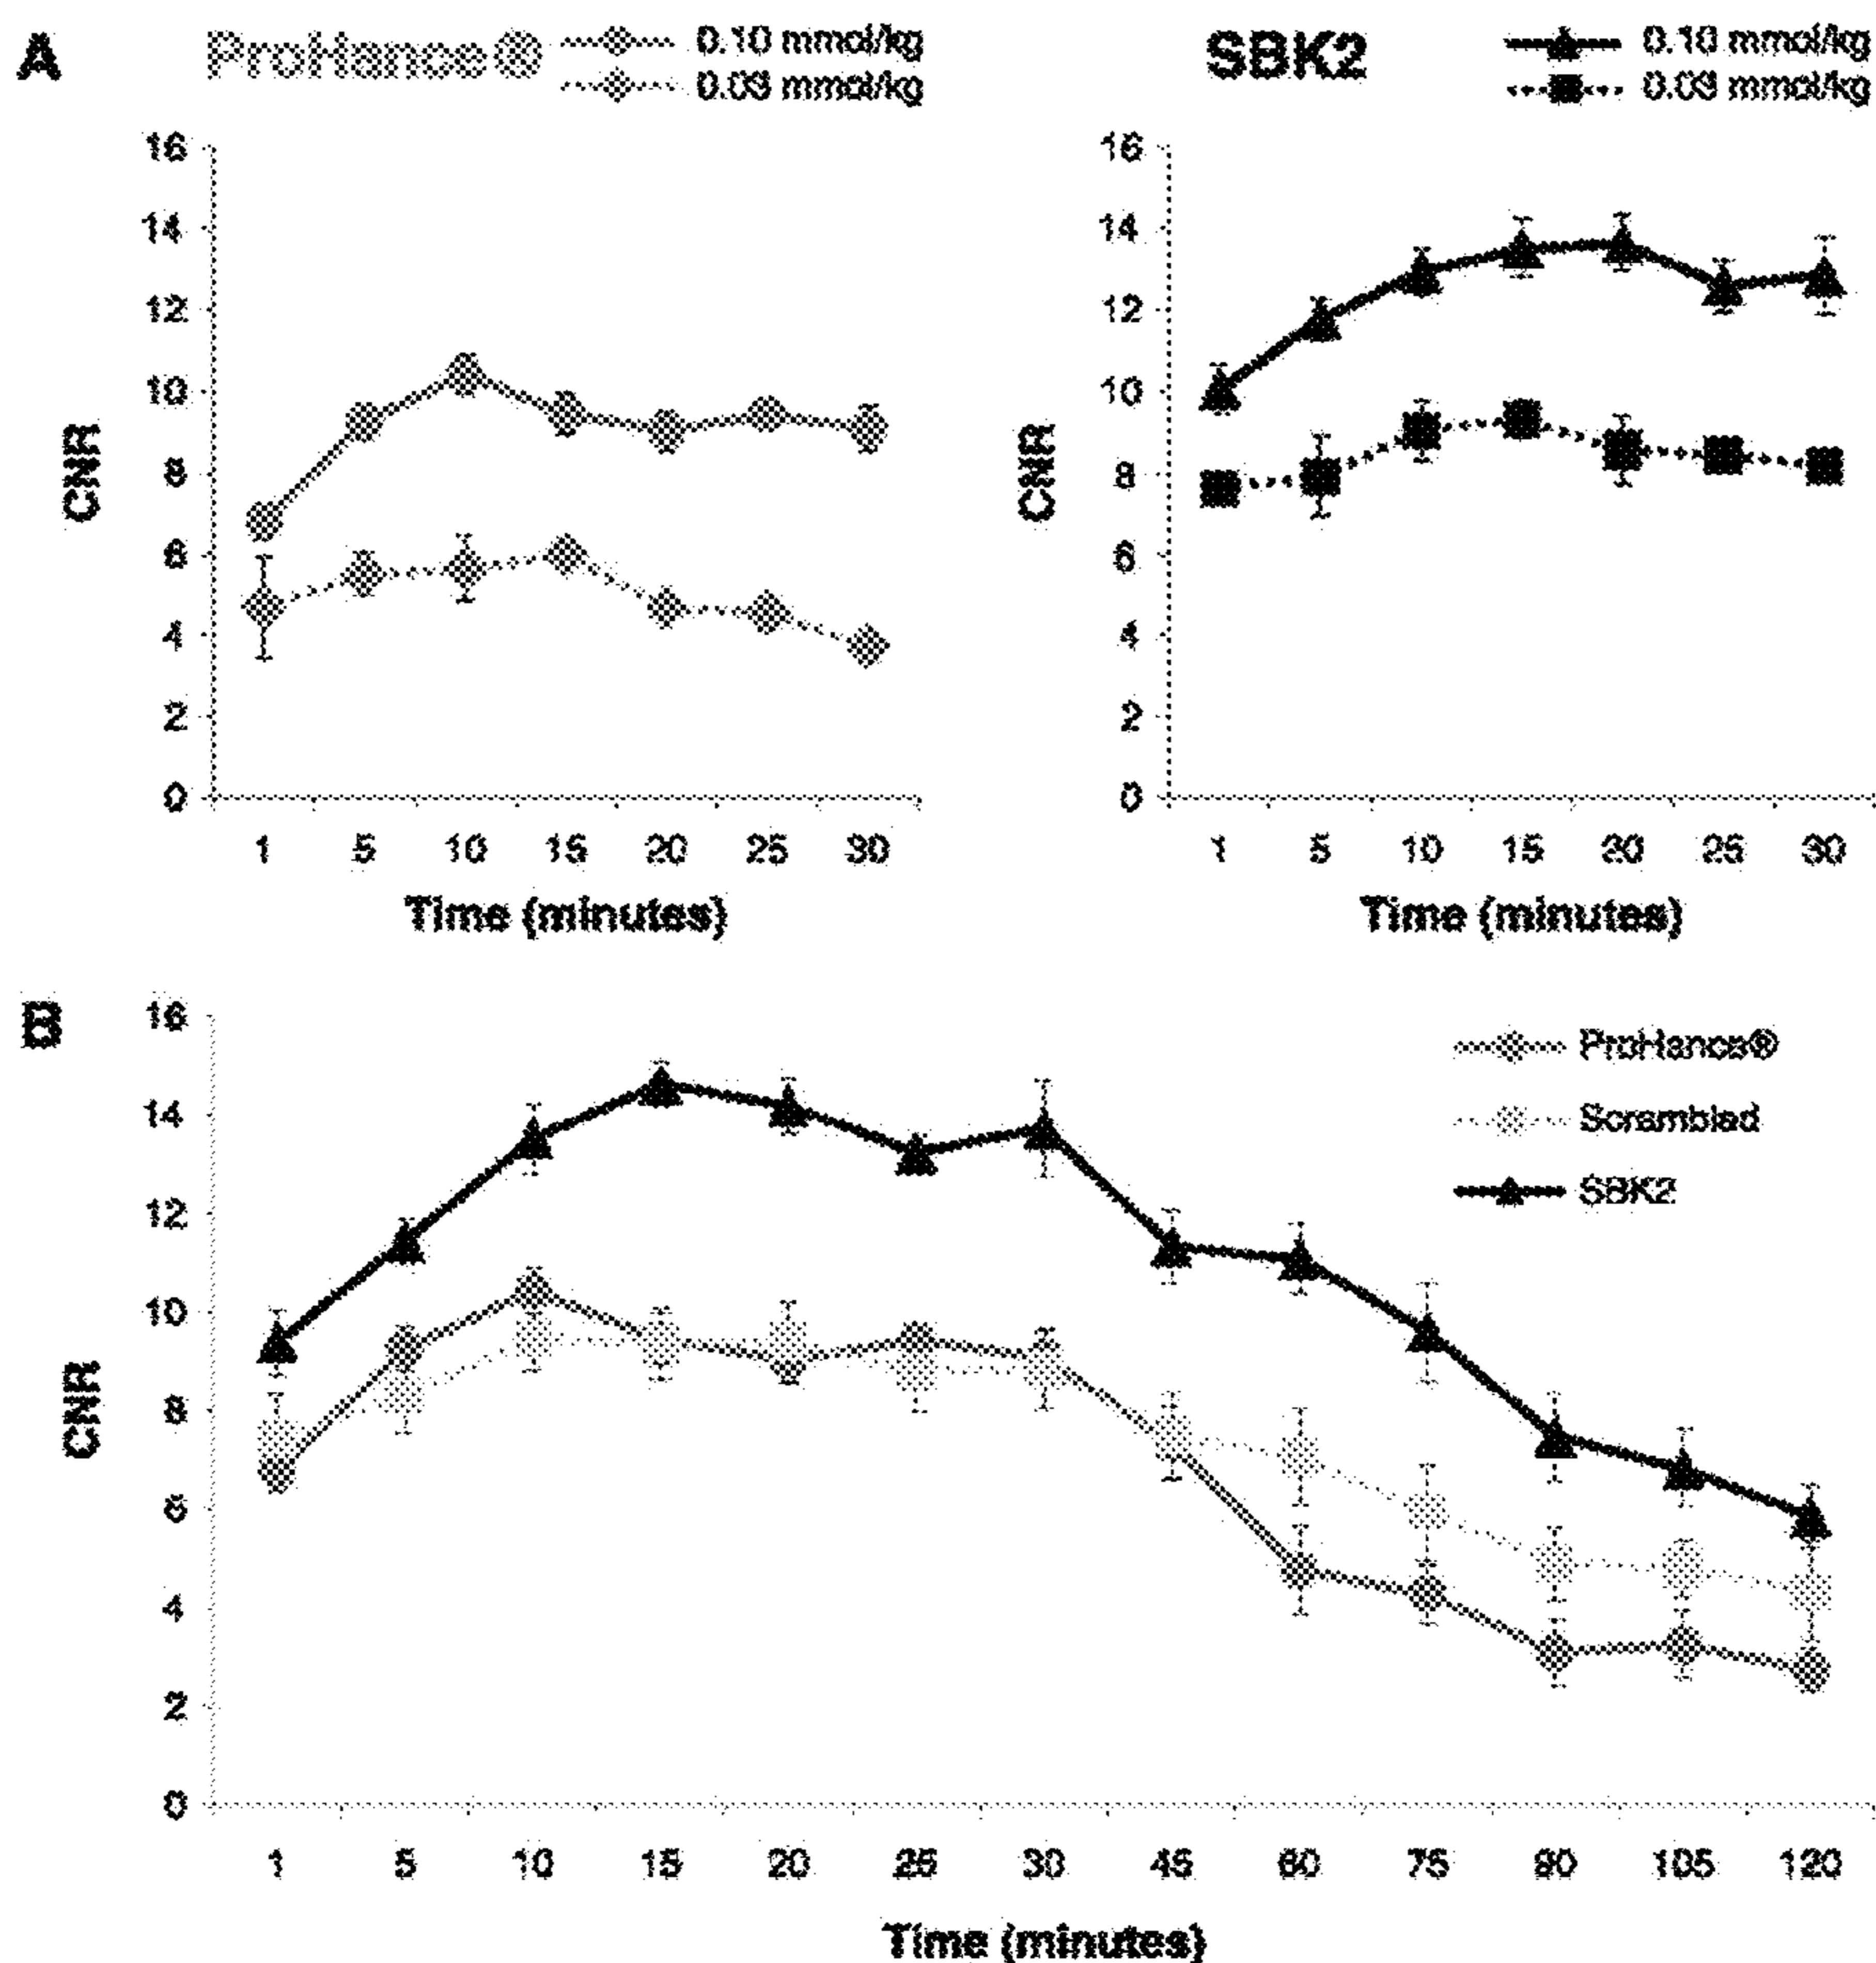 A
ProHance®
0.10 mmol/kg
0.03 mmol/kg
SBK2
0.10 mmol/kg
0.03 mmol/kg
16
14
12
10
8
6
4
2
0
CNR
1 5 10 15 20 25 30
Time (minutes)
16
14
12
10
8
6
4
2
0
CNR
1 5 10 15 20 25 30
Time (minutes)
B
ProHance®
Scrambled
SBK2
16
14
12
10
8
6
4
2
0
CNR
1 5 10 15 20 25 30 45 60 75 90 105 120
Time (minutes)